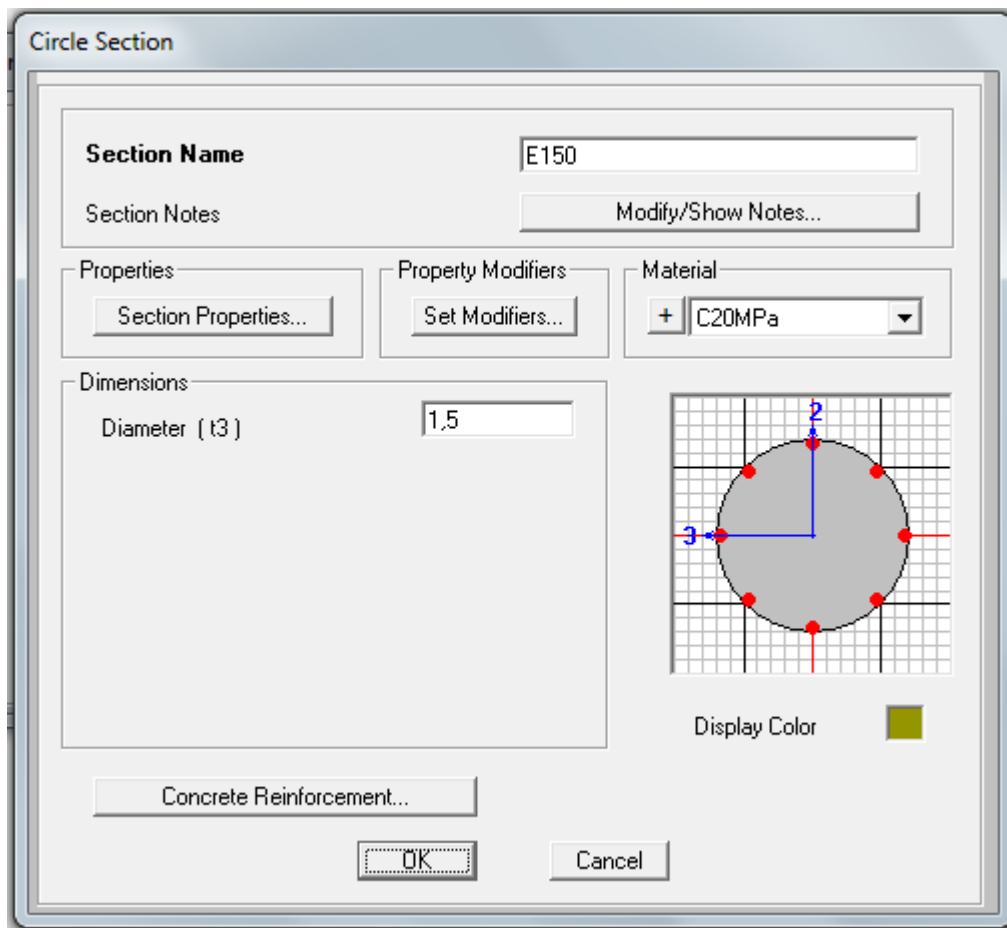 Circle Section
Section Name E150
Section Notes Modify/Show Notes...
Properties Property Modifiers Material
Section Properties... Set Modifiers... + C20MPa
Dimensions
Diameter ( t3 ) 1,5
2
3
Display Color
Concrete Reinforcement...
OK Cancel